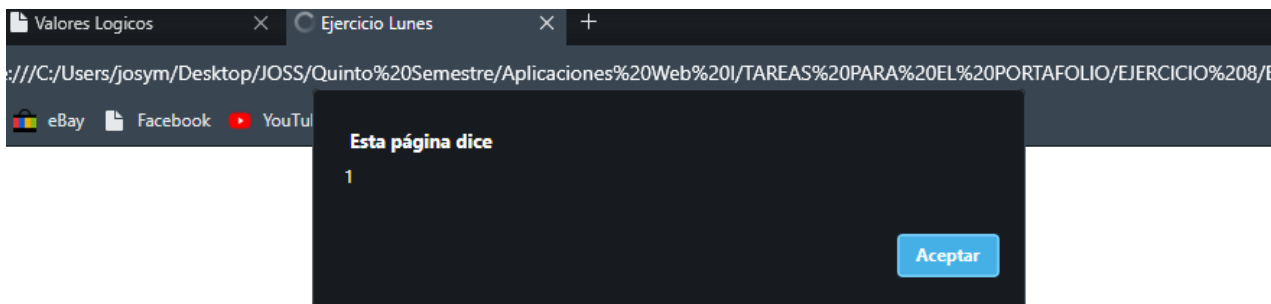 Valores Logicos Ejercicio Lunes
:///C:/Users/josym/Desktop/JOSS/Quinto%20Semestre/Aplicaciones%20Web%20I/TAREAS%20PARA%20EL%20PORTAFOLIO/EJERCICIO%208/E
eBay Facebook YouTu
Esta página dice
1
Aceptar